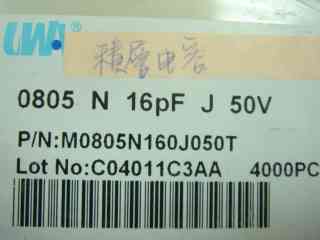 積層电容
0805 N 16pF J 50V
P/N:M0805N160J050T
Lot No:C04011C3AA 4000PC